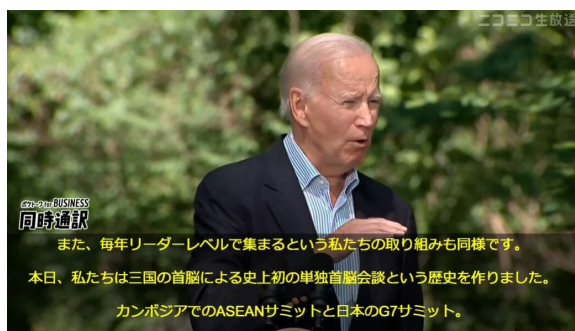 ニコニコ生放送
ポケトーク for BUSINESS
同時通訳
また、毎年リーダーレベルで集まるという私たちの取り組みも同様です。
本日、私たちは三国の首脳による史上初の単独首脳会談という歴史を作りました。
カンボジアでのASEANサミットと日本のG7サミット。